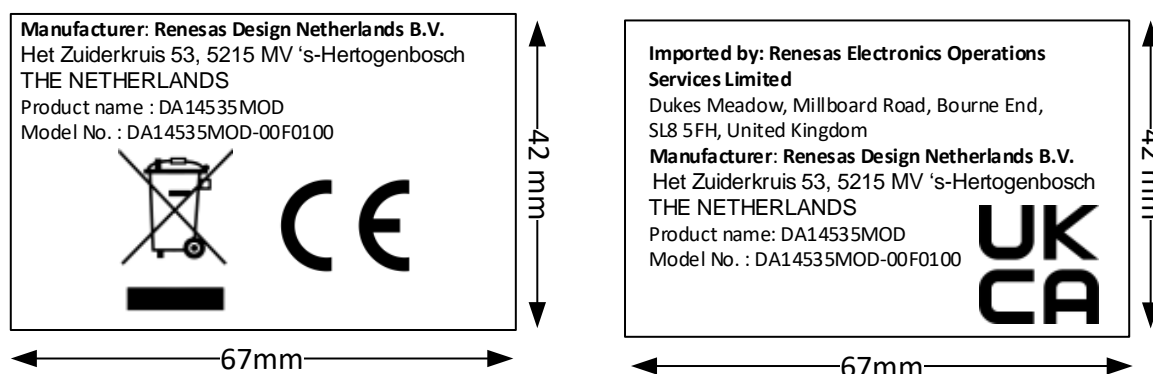 Manufacturer: Renesas Design Netherlands B.V.
Het Zuiderkruis 53, 5215 MV ‘s-Hertogenbosch
THE NETHERLANDS
Product name : DA14535MOD
Model No. : DA14535MOD-00F0100
CE
42 mm
67mm
Imported by: Renesas Electronics Operations
Services Limited
Dukes Meadow, Millboard Road, Bourne End,
SL8 5FH, United Kingdom
Manufacturer: Renesas Design Netherlands B.V.
Het Zuiderkruis 53, 5215 MV ‘s-Hertogenbosch
THE NETHERLANDS
Product name: DA14535MOD
Model No. : DA14535MOD-00F0100
UK
CA
42 mm
67mm